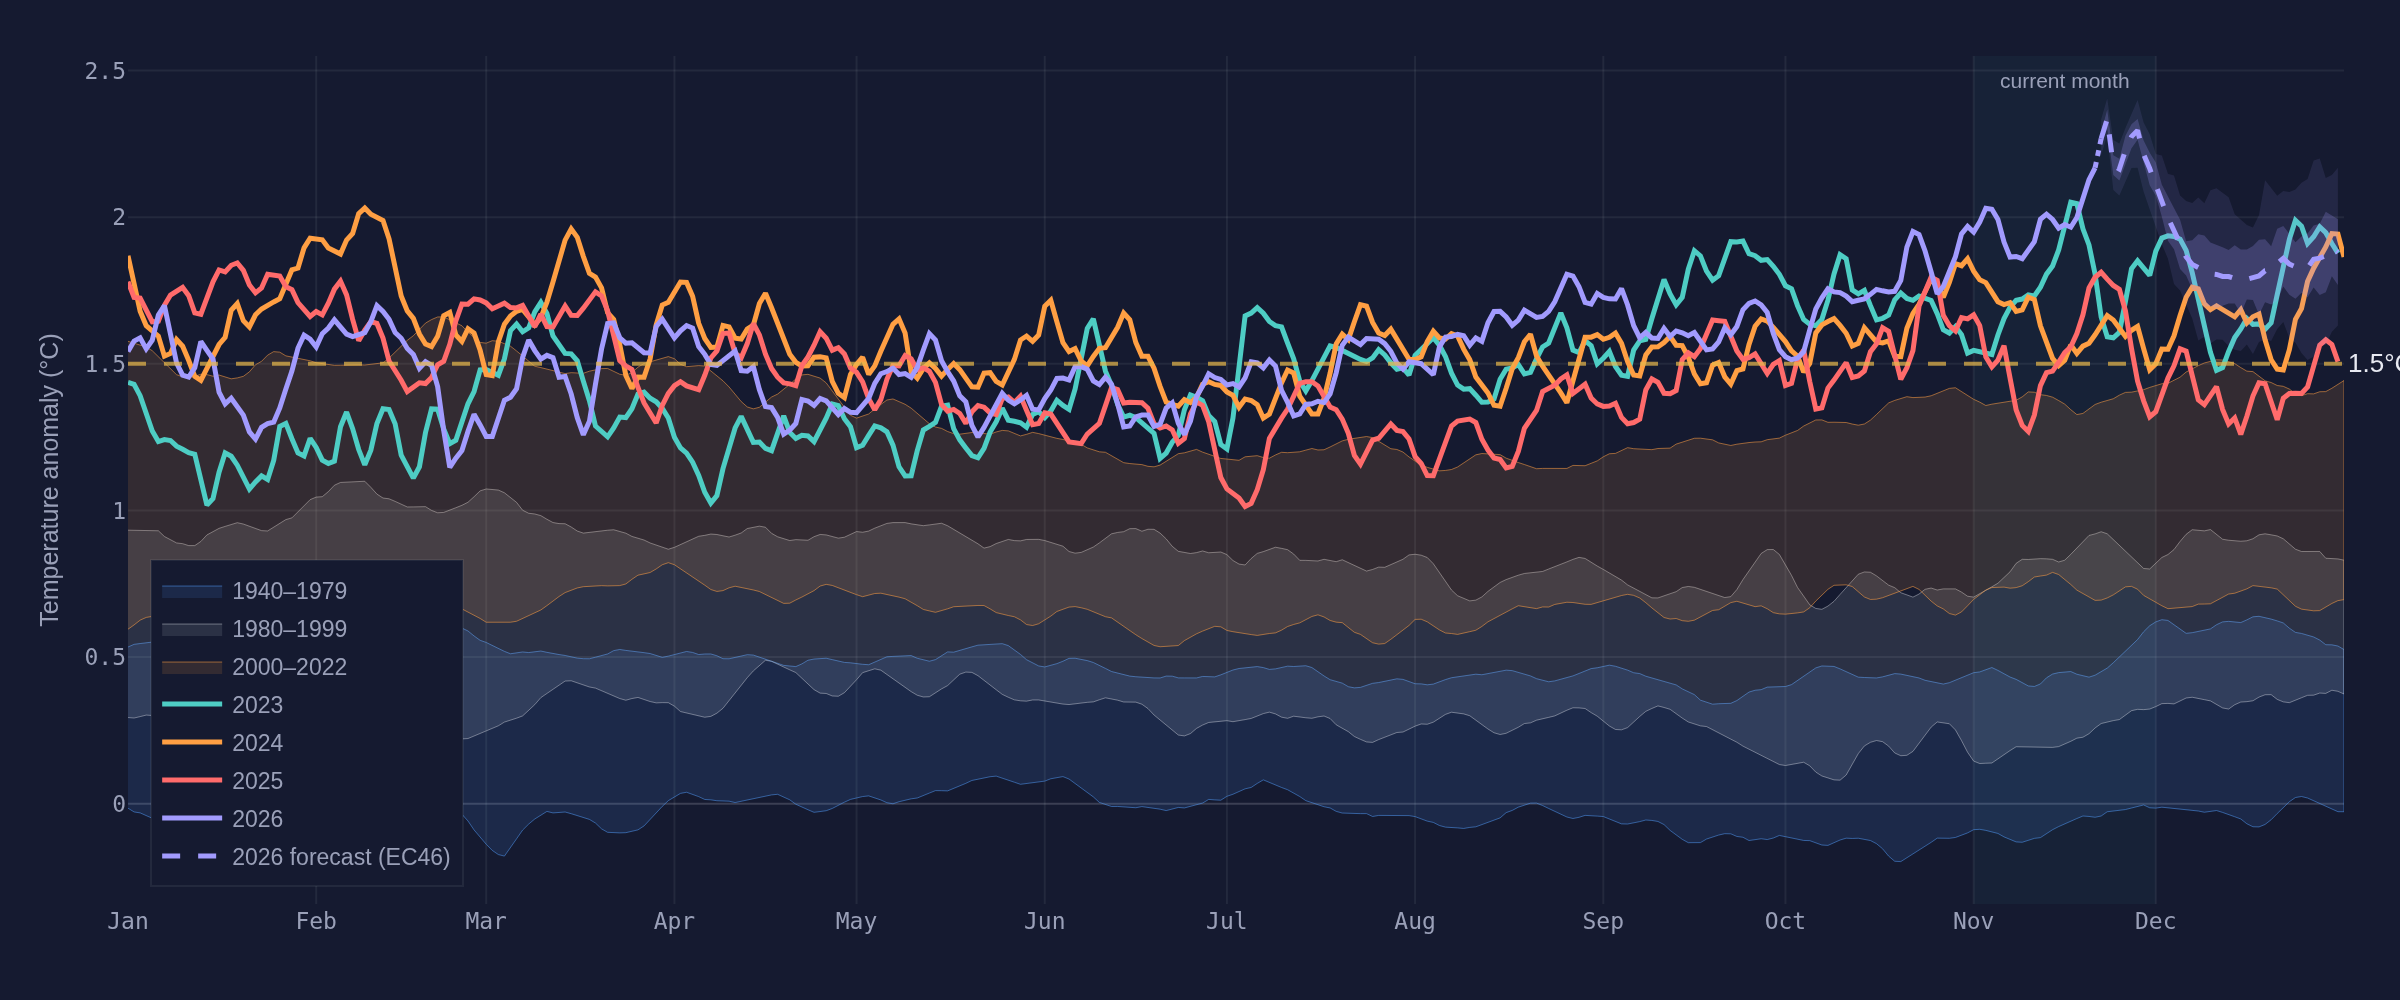 2.5
current month
2
1.5
1.5°C
1
0.5
0
Temperature anomaly (°C)
1940–1979
1980–1999
2000–2022
2023
2024
2025
2026
2026 forecast (EC46)
Jan Feb Mar Apr May Jun Jul Aug Sep Oct Nov Dec